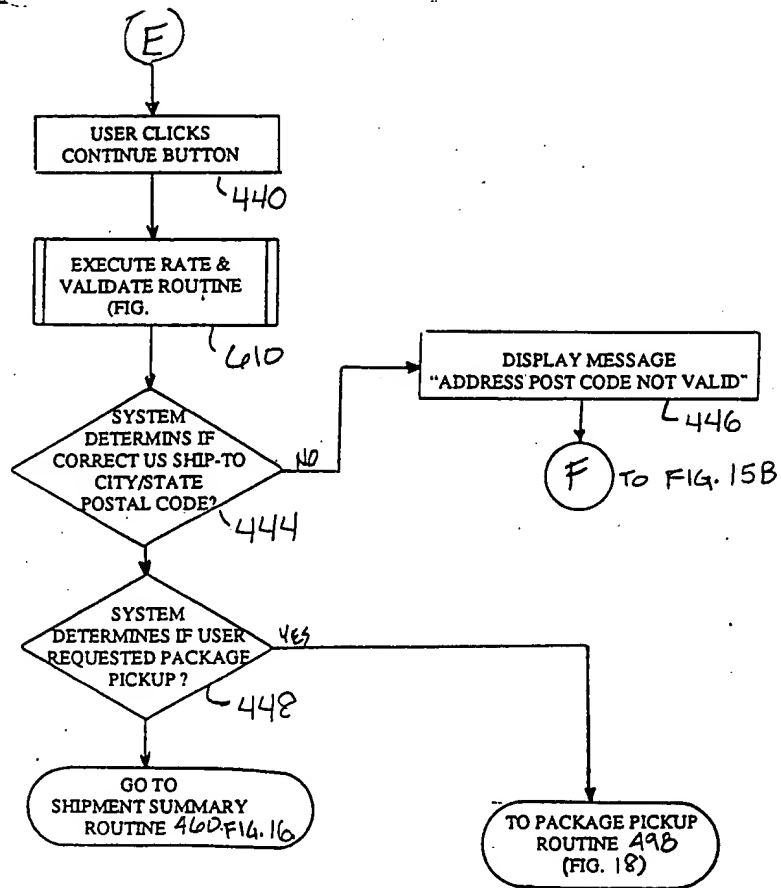 E
USER CLICKS
CONTINUE BUTTON
440
EXECUTE RATE &
VALIDATE ROUTINE
(FIG.
610
SYSTEM
DETERMINS IF
CORRECT US SHIP-TO
CITY/STATE
POSTAL CODE?
444
NO
DISPLAY MESSAGE
"ADDRESS POST CODE NOT VALID"
446
F TO FIG. 15B
SYSTEM
DETERMINES IF USER
REQUESTED PACKAGE
PICKUP ?
448
YES
GO TO
SHIPMENT SUMMARY
ROUTINE 460 FIG. 16
TO PACKAGE PICKUP
ROUTINE 498
(FIG. 18)